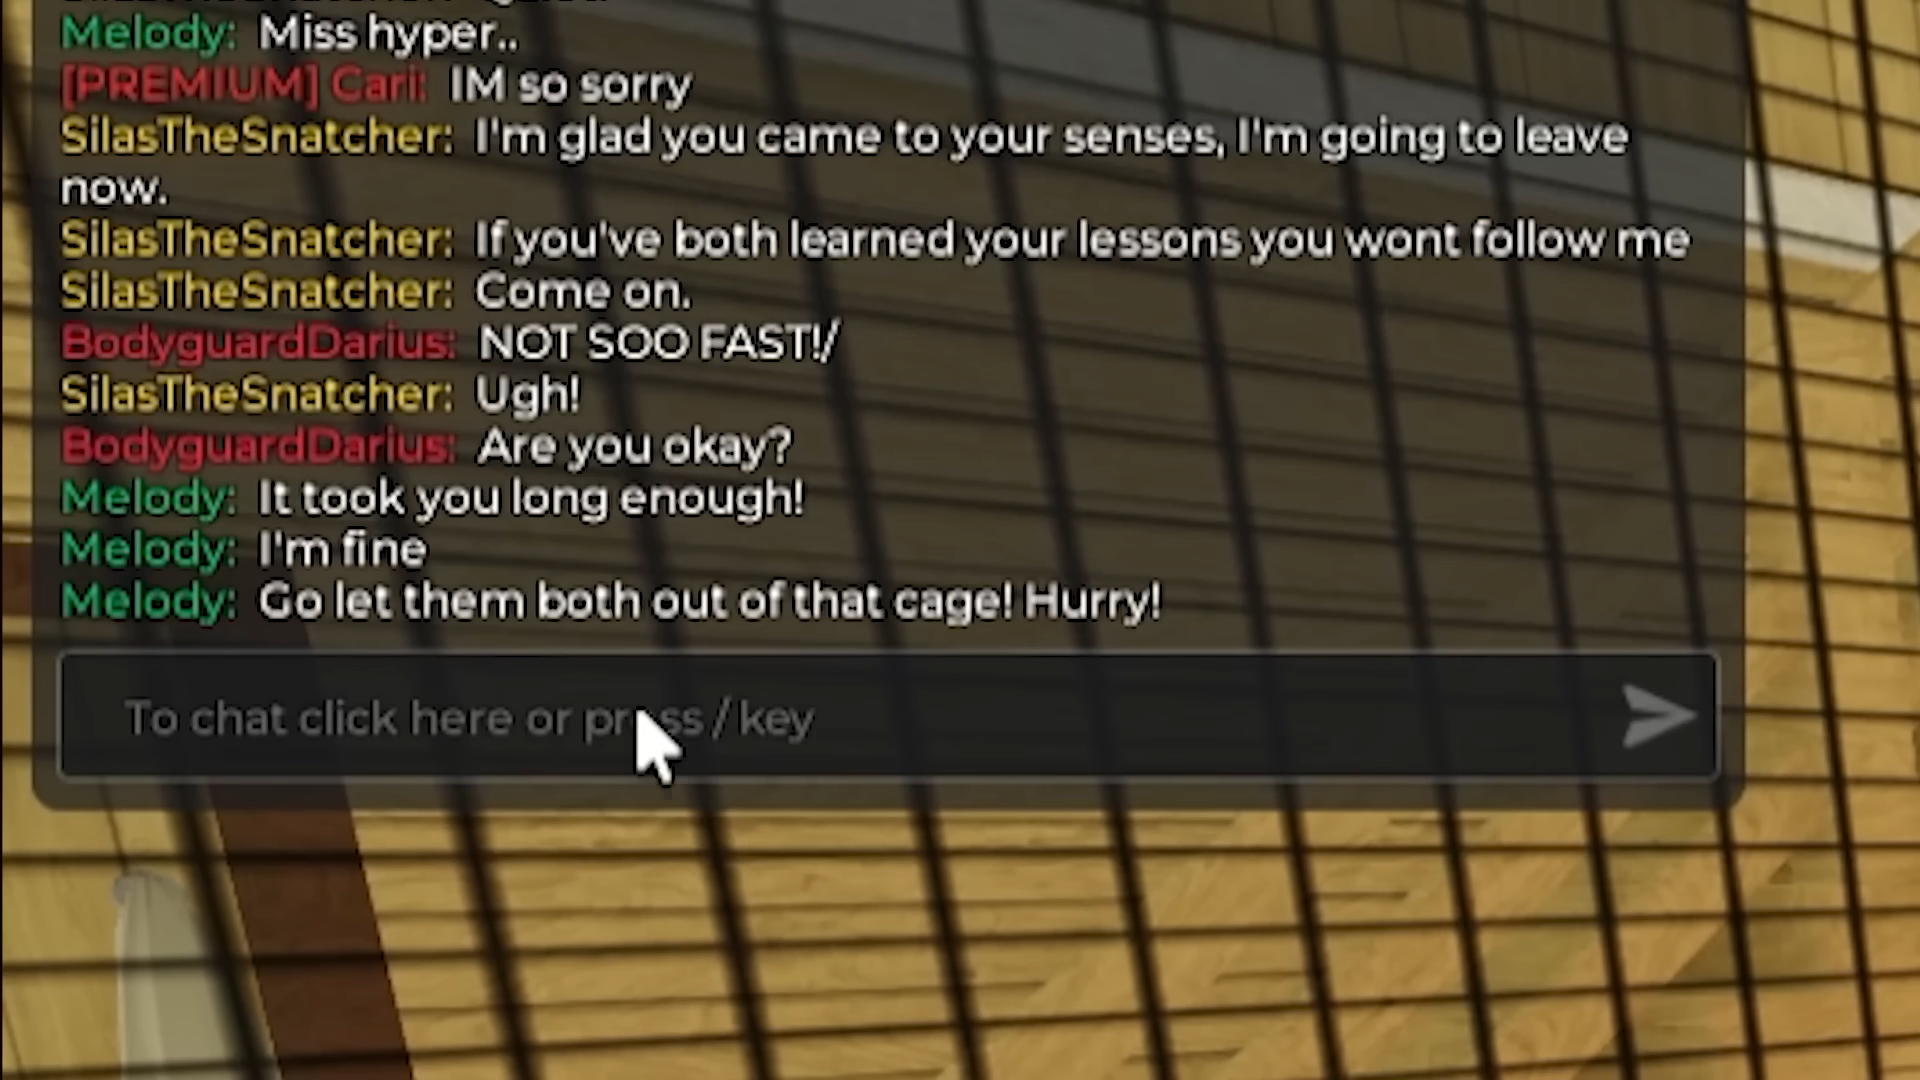 Melody: Miss hyper..
[PREMIUM] Cari: IM so sorry
SilasTheSnatcher: I'm glad you came to your senses, I'm going to leave
now.
SilasTheSnatcher: If you've both learned your lessons you wont follow me
SilasTheSnatcher: Come on.
BodyguardDarius: NOT SOO FAST!/
SilasTheSnatcher: Ugh!
BodyguardDarius: Are you okay?
Melody: It took you long enough!
Melody: I'm fine
Melody: Go let them both out of that cage! Hurry!
To chat click here or press / key